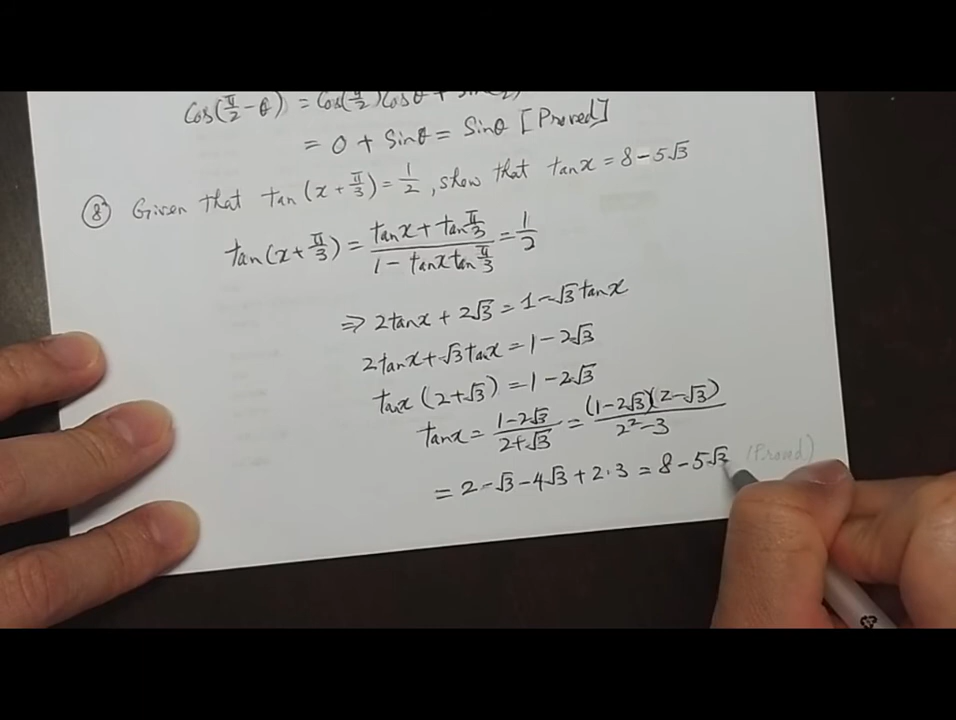 Cos(π/2 − θ) = Cos(π/2) Cosθ + Sin(
= 0 + Sinθ = Sinθ [Proved]
⑧ Given that tan(x + π/3) = 1/2, show that tanx = 8 − 5√3
tan(x + π/3) = (tanx + tan π/3)/(1 − tanx tan π/3) = 1/2
⇒ 2tanx + 2√3 = 1 − √3 tanx
2tanx + √3 tanx = 1 − 2√3
tanx (2 + √3) = 1 − 2√3
tanx = (1 − 2√3)/(2 + √3) = (1 − 2√3)(2 − √3)/(2² − 3)
= 2 − √3 − 4√3 + 2·3 = 8 − 5√3 (Proved)